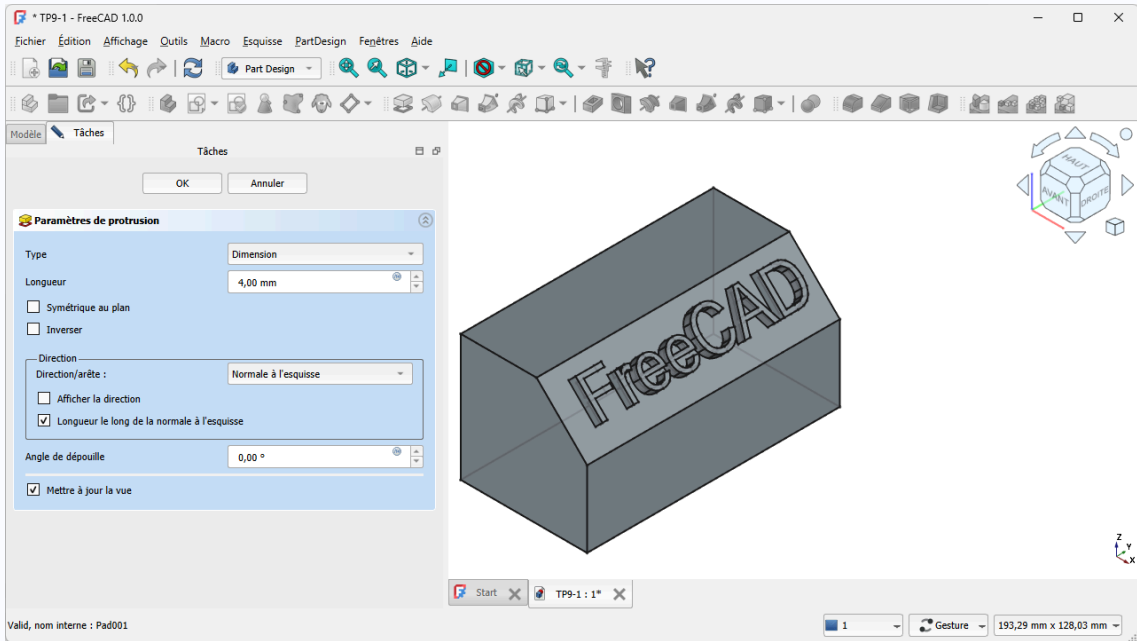 * TP9-1 - FreeCAD 1.0.0
Fichier Édition Affichage Outils Macro Esquisse PartDesign Fenêtres Aide
Part Design
Modèle Tâches
Tâches
OK Annuler
Paramètres de protrusion
Type Dimension
Longueur 4,00 mm
Symétrique au plan
Inverser
Direction
Direction/arête : Normale à l'esquisse
Afficher la direction
Longueur le long de la normale à l'esquisse
Angle de dépouille 0,00 °
Mettre à jour la vue
HAUT
AVANT DROITE
FreeCAD
Z
Y
X
Start TP9-1 : 1*
Valid, nom interne : Pad001 1 Gesture 193,29 mm x 128,03 mm